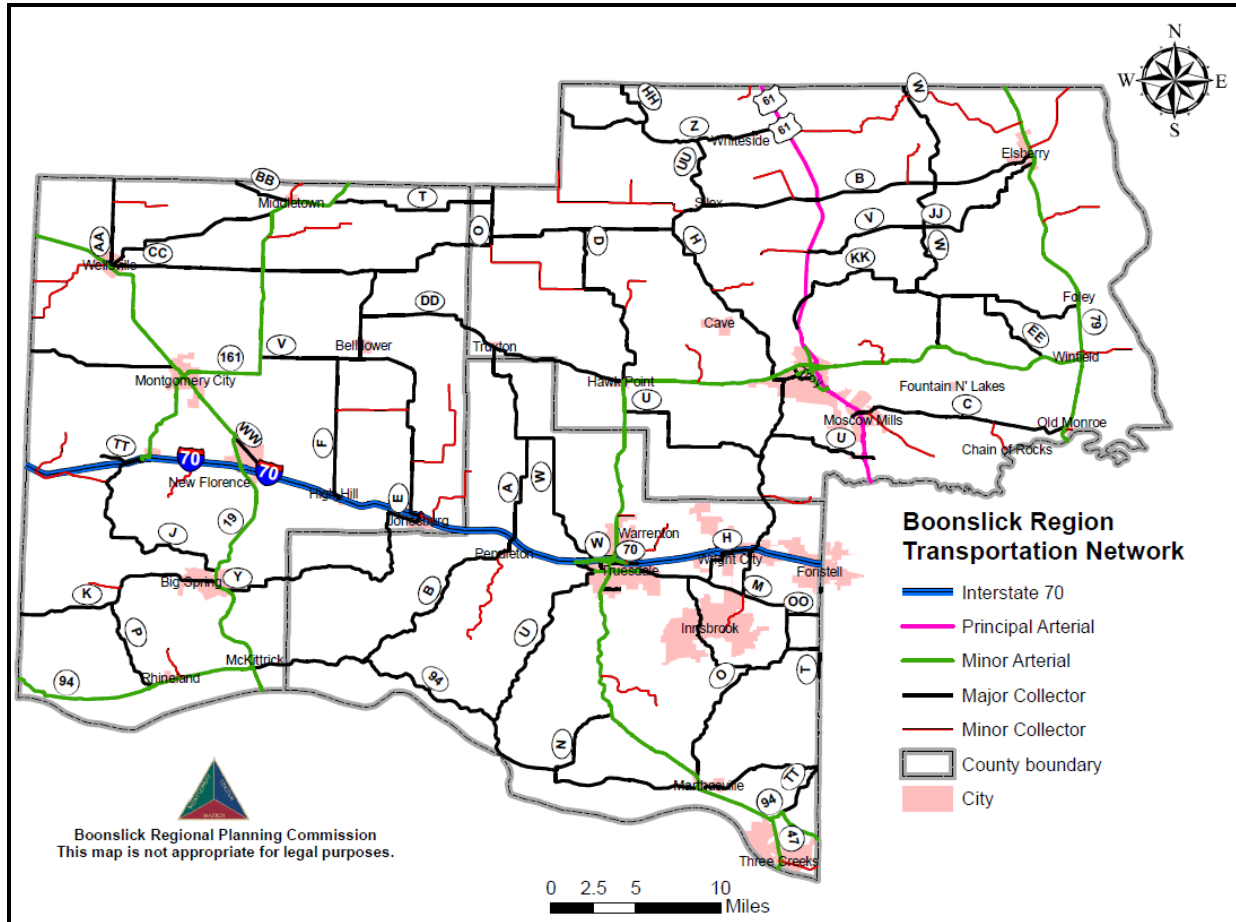 N
W
E
S
HH
61
W
Z
61
Whiteside
UU
Elsberry
BB
Middletown
T
B
Silex
O
V
JJ
AA
CC
D
H
W
Wellsville
KK
DD
Foley
Cave
79
EE
V
Bellflower
Truxton
Winfield
161
Montgomery City
Hawk Point
Fountain N' Lakes
U
C
Moscow Mills
Old Monroe
WW
U
Chain of Rocks
TT
F
70
70
New Florence
A
W
High Hill
E
Jonesburg
19
J
Pendleton
W
70
Warrenton
H
Wright City
Truesdale
Foristell
Big Spring
Y
K
B
M
OO
P
U
Innsbrook
McKittrick
94
Rhineland
94
O
T
N
Marthasville
TT
94
47
Three Creeks
Boonslick Region
Transportation Network
Interstate 70
Principal Arterial
Minor Arterial
Major Collector
Minor Collector
County boundary
City
MONTGOMERY
LINCOLN
WARREN
Boonslick Regional Planning Commission
This map is not appropriate for legal purposes.
0 2.5 5 10
Miles